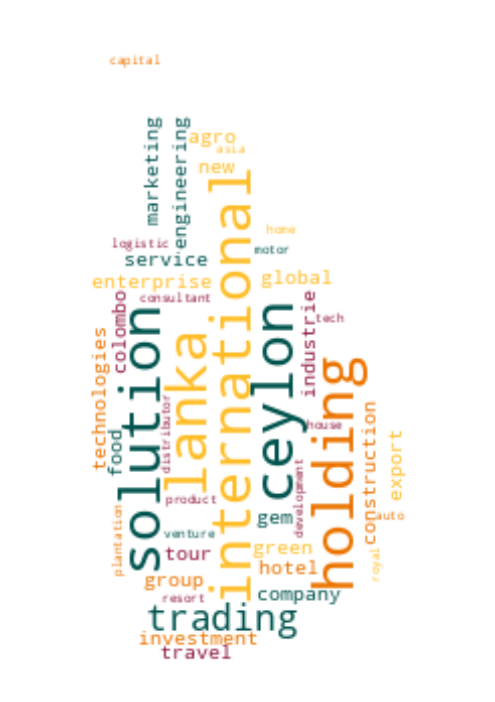 capital
marketing
engineering
agro
asia
new
international
home
logistic
motor
service
enterprise
global
consultant
colombo
industrie
solution
ceylon
tech
technologies
lanka
holding
distributor
house
construction
food
export
development
product
plantation
gem
auto
venture
tour
green
royal
hotel
group
company
resort
trading
investment
travel